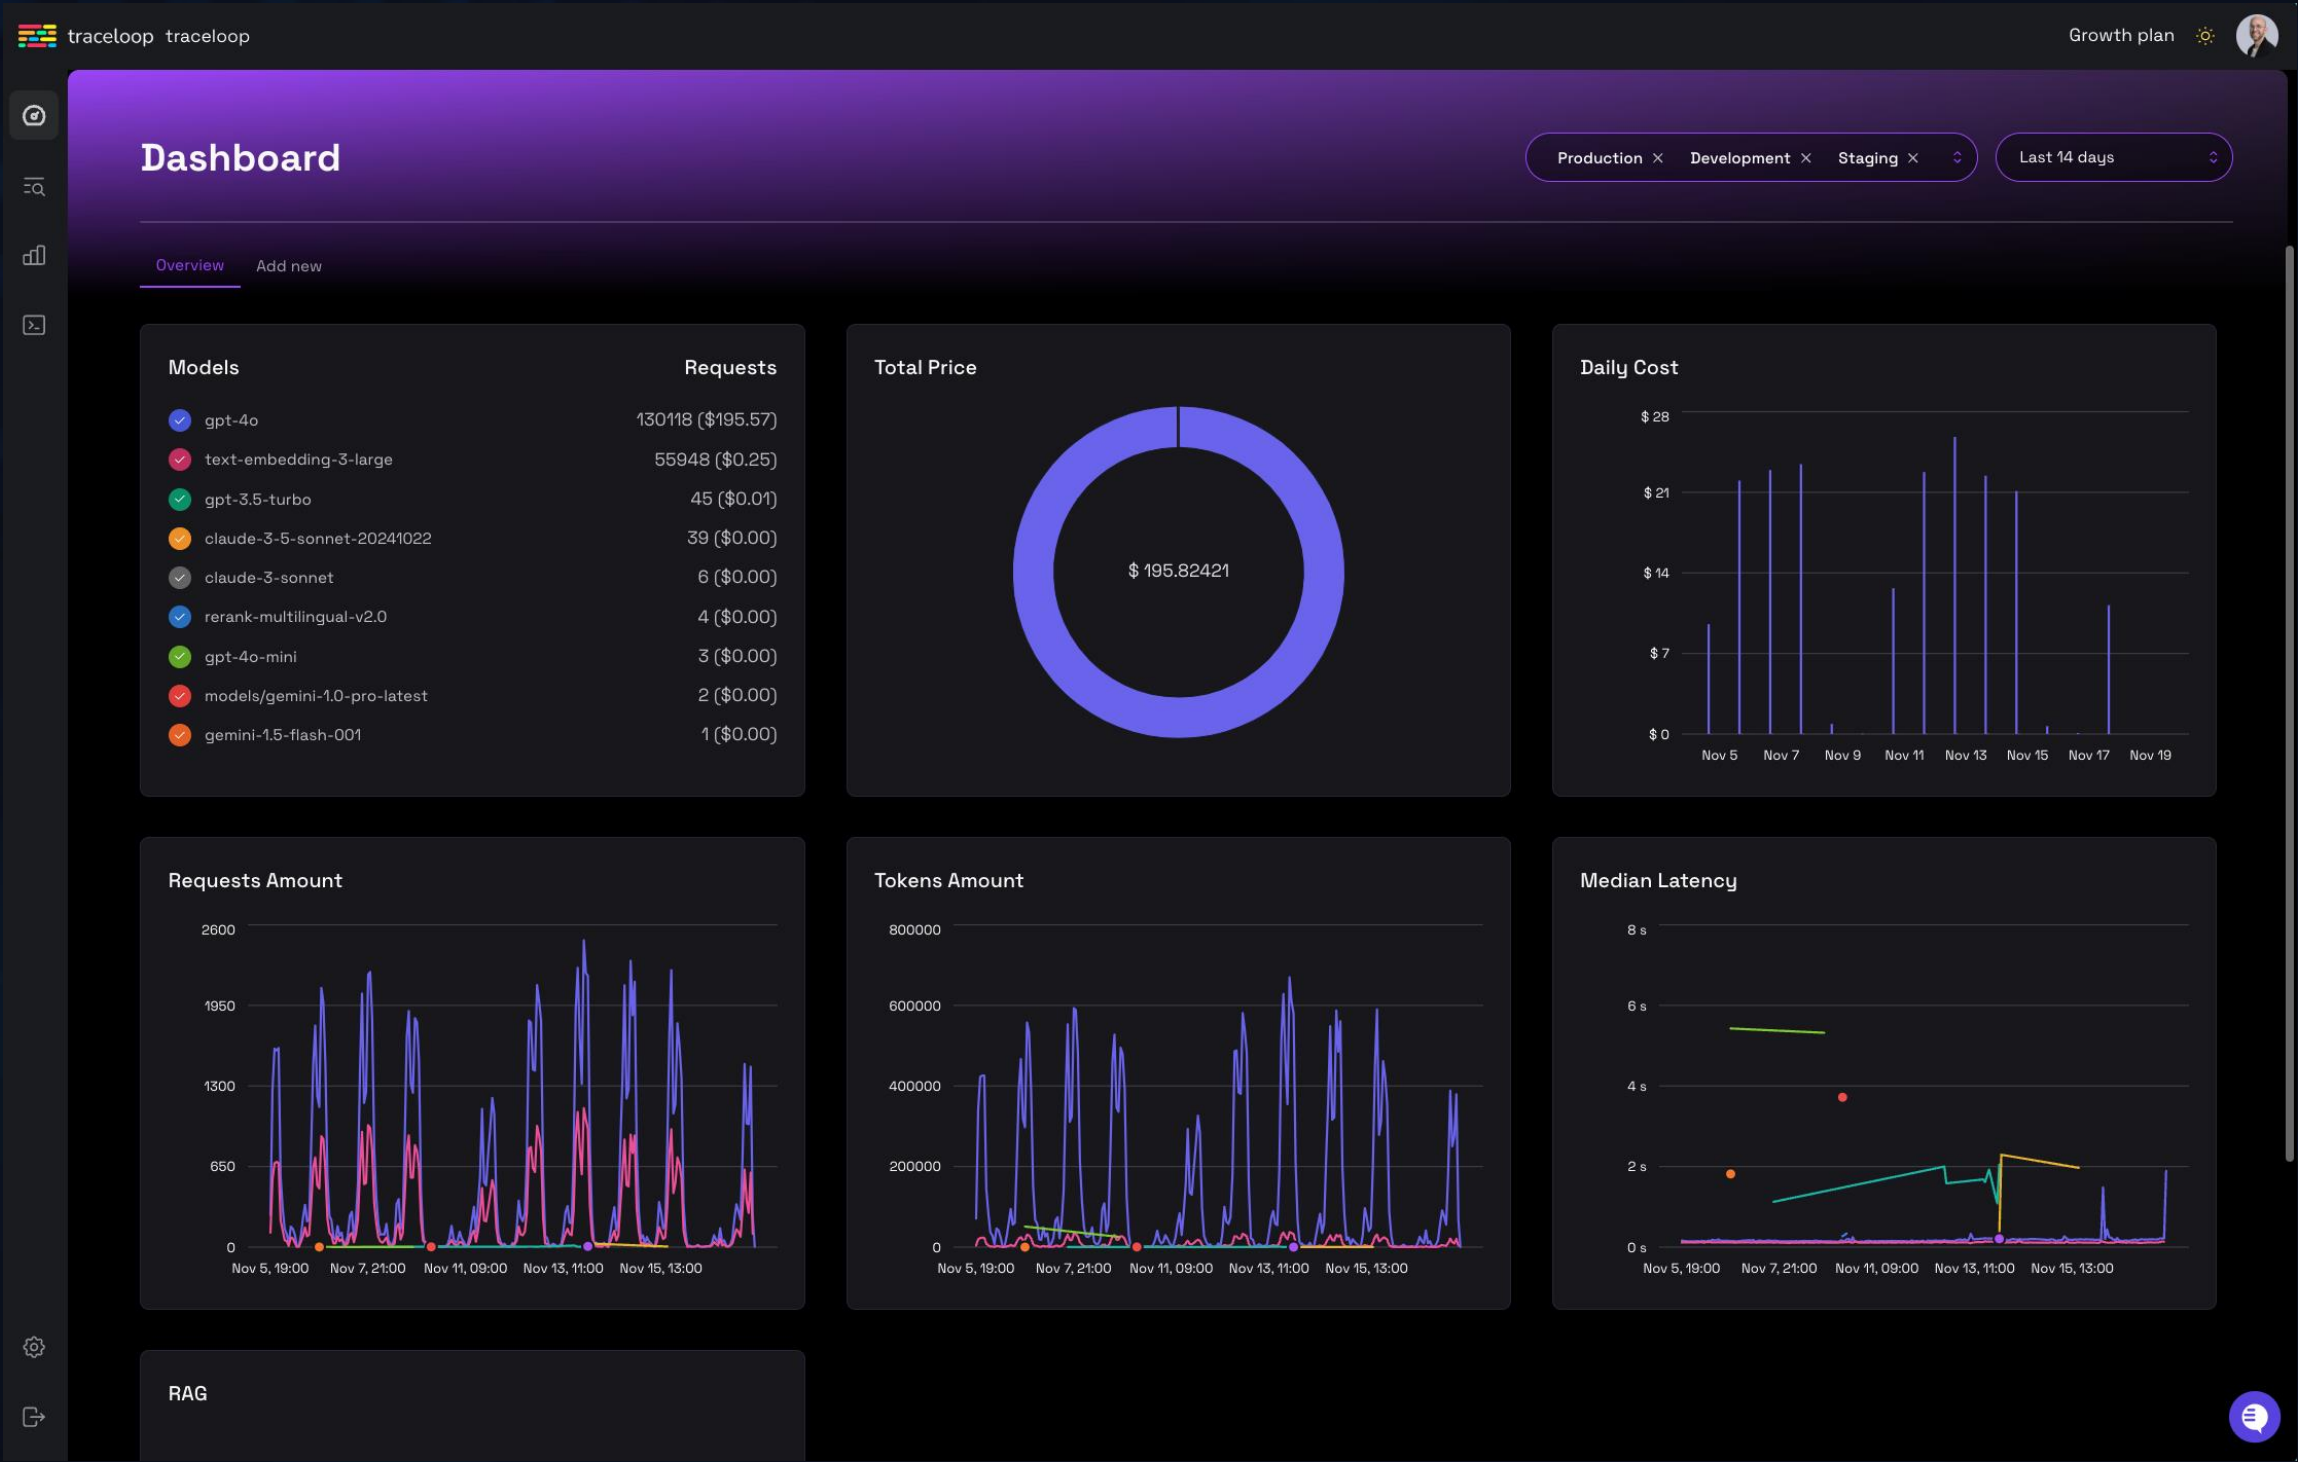 traceloop traceloop
Growth plan
Dashboard
Production × Development × Staging ×
Last 14 days
Overview Add new
Models Requests
gpt-4o 130118 ($195.57)
text-embedding-3-large 55948 ($0.25)
gpt-3.5-turbo 45 ($0.01)
claude-3-5-sonnet-20241022 39 ($0.00)
claude-3-sonnet 6 ($0.00)
rerank-multilingual-v2.0 4 ($0.00)
gpt-4o-mini 3 ($0.00)
models/gemini-1.0-pro-latest 2 ($0.00)
gemini-1.5-flash-001 1 ($0.00)
Total Price
$ 195.82421
Daily Cost
$ 28
$ 21
$ 14
$ 7
$ 0
Nov 5 Nov 7 Nov 9 Nov 11 Nov 13 Nov 15 Nov 17 Nov 19
Requests Amount
2600
1950
1300
650
0
Nov 5, 19:00 Nov 7, 21:00 Nov 11, 09:00 Nov 13, 11:00 Nov 15, 13:00
Tokens Amount
800000
600000
400000
200000
0
Nov 5, 19:00 Nov 7, 21:00 Nov 11, 09:00 Nov 13, 11:00 Nov 15, 13:00
Median Latency
8 s
6 s
4 s
2 s
0 s
Nov 5, 19:00 Nov 7, 21:00 Nov 11, 09:00 Nov 13, 11:00 Nov 15, 13:00
RAG